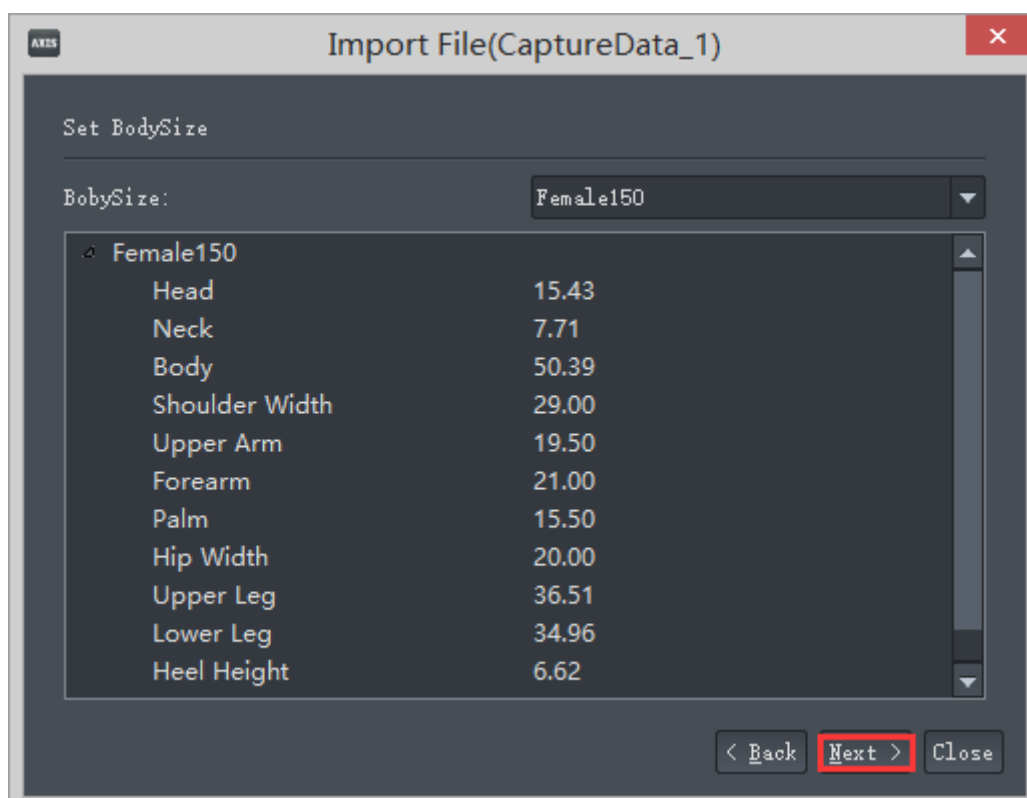 AXIS Import File(CaptureData_1)
Set BodySize
BobySize: Female150
Female150
Head 15.43
Neck 7.71
Body 50.39
Shoulder Width 29.00
Upper Arm 19.50
Forearm 21.00
Palm 15.50
Hip Width 20.00
Upper Leg 36.51
Lower Leg 34.96
Heel Height 6.62
< Back Next > Close